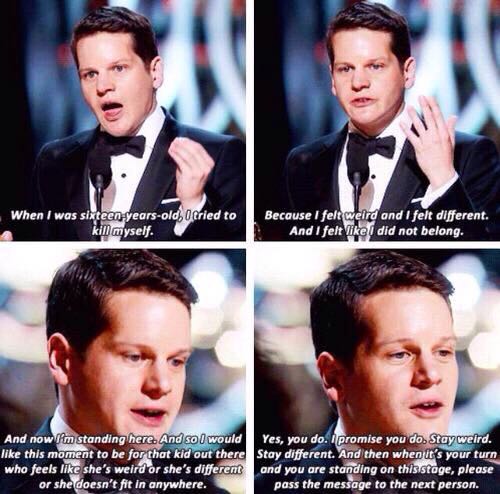 When I was sixteen-years-old, I tried to
kill myself.
Because I felt weird and I felt different.
And I felt like I did not belong.
And now I'm standing here. And so I would
like this moment to be for that kid out there
who feels like she's weird or she's different
or she doesn't fit in anywhere.
Yes, you do. I promise you do. Stay weird.
Stay different. And then when it's your turn
and you are standing on this stage, please
pass the message to the next person.